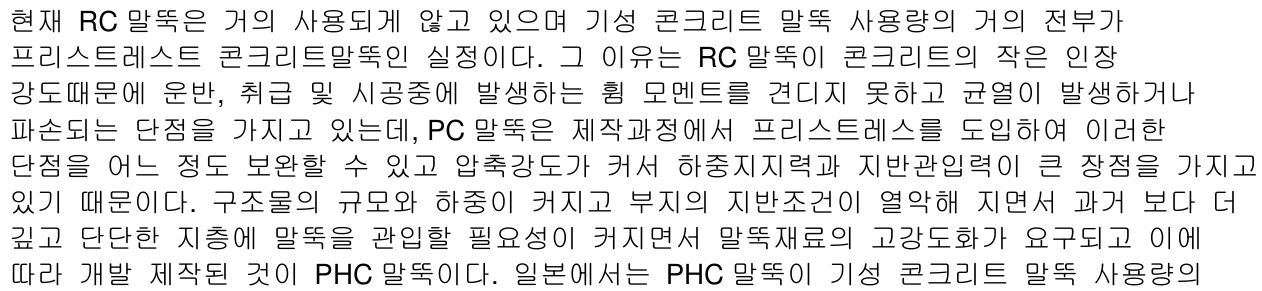 현재 RC 말뚝은 거의 사용되게 않고 있으며 기성 콘크리트 말뚝 사용량의 거의 전부가
프리스트레스트 콘크리트말뚝인 실정이다. 그 이유는 RC 말뚝이 콘크리트의 작은 인장
강도때문에 운반, 취급 및 시공중에 발생하는 휨 모멘트를 견디지 못하고 균열이 발생하거나
파손되는 단점을 가지고 있는데, PC 말뚝은 제작과정에서 프리스트레스를 도입하여 이러한
단점을 어느 정도 보완할 수 있고 압축강도가 커서 하중지지력과 지반관입력이 큰 장점을 가지고
있기 때문이다. 구조물의 규모와 하중이 커지고 부지의 지반조건이 열악해 지면서 과거 보다 더
깊고 단단한 지층에 말뚝을 관입할 필요성이 커지면서 말뚝재료의 고강도화가 요구되고 이에
따라 개발 제작된 것이 PHC 말뚝이다. 일본에서는 PHC 말뚝이 기성 콘크리트 말뚝 사용량의